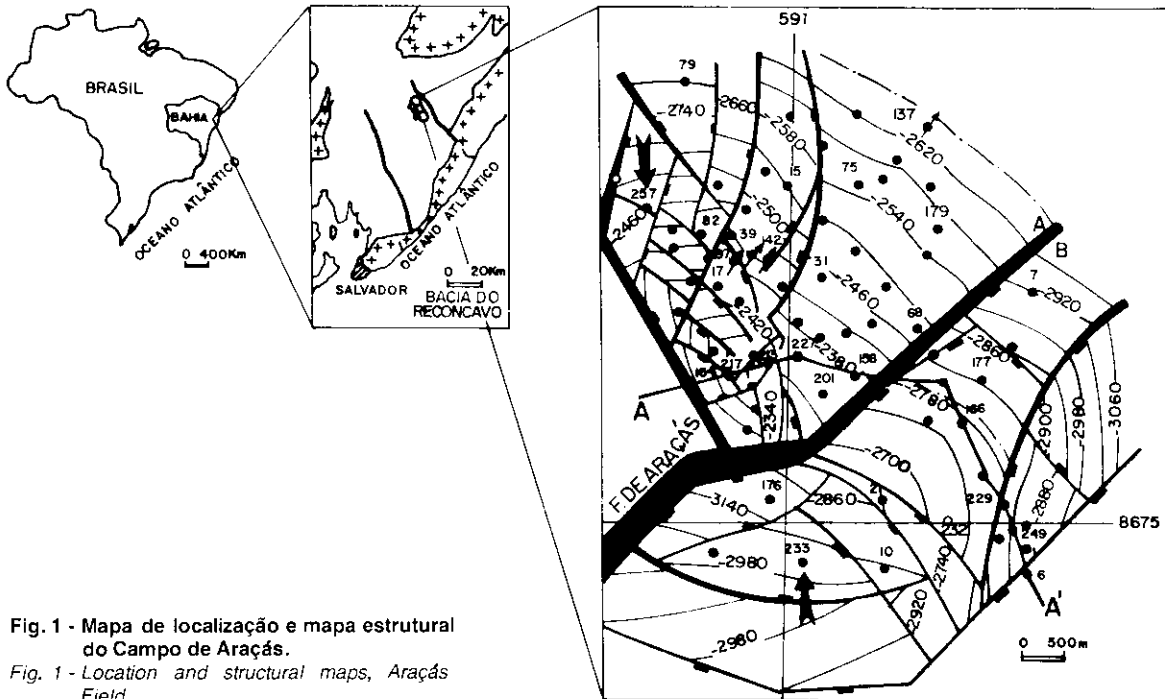 BRASIL
BAHIA
OCEANO ATLÂNTICO
0 400Km
OCEANO ATLÂNTICO
SALVADOR
0 20Km
BACIA DO
RECONCAVO
591
79
-2740
-2660
-2580
137
-2620
15
75
-2540
179
257
2460
82
39
42
-2500
17
31
A
B
7
-2920
-2460
68
-2420
-2380
-2860
177
227
158
217
201
A
-2340
-2780
166
-2900
-2980
-3060
-2700
F. DE ARAÇÁS
176
-2860
21
229
-2880
3140
232
8675
249
233
10
-2980
-2740
6
-2920
A'
-2980
0 500m
Fig. 1 - Mapa de localização e mapa estrutural
do Campo de Araçás.
Fig. 1 - Location and structural maps, Araçás
Field